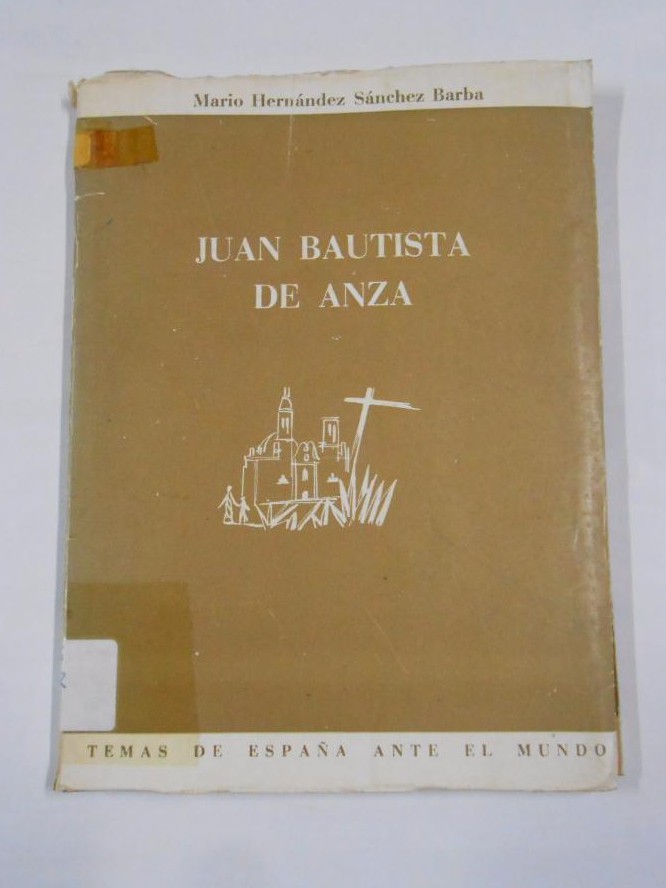 Mario Hernández Sánchez Barba
JUAN BAUTISTA
DE ANZA
TEMAS DE ESPAÑA ANTE EL MUNDO